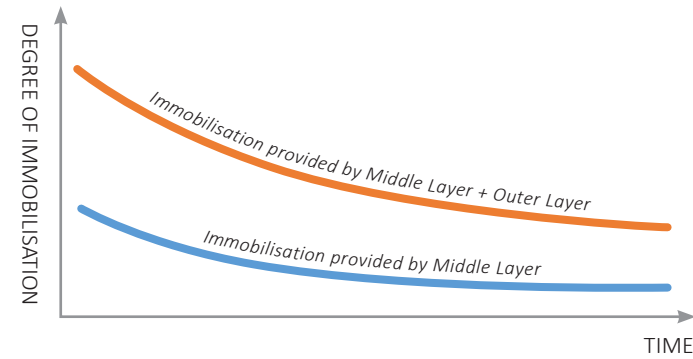 DEGREE OF IMMOBILISATION
Immobilisation provided by Middle Layer + Outer Layer
Immobilisation provided by Middle Layer
TIME